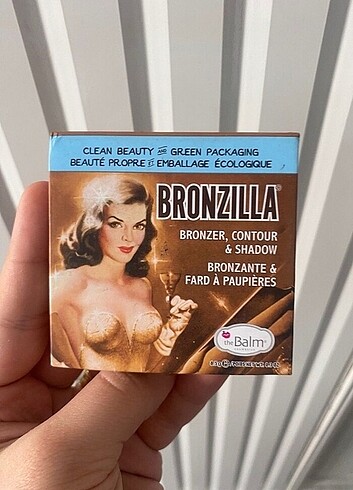 CLEAN BEAUTY AND GREEN PACKAGING
BEAUTÉ PROPRE ET EMBALLAGE ÉCOLOGIQUE
BRONZILLA®
BRONZER, CONTOUR
& SHADOW
BRONZANTE &
FARD À PAUPIÈRES
theBalm®